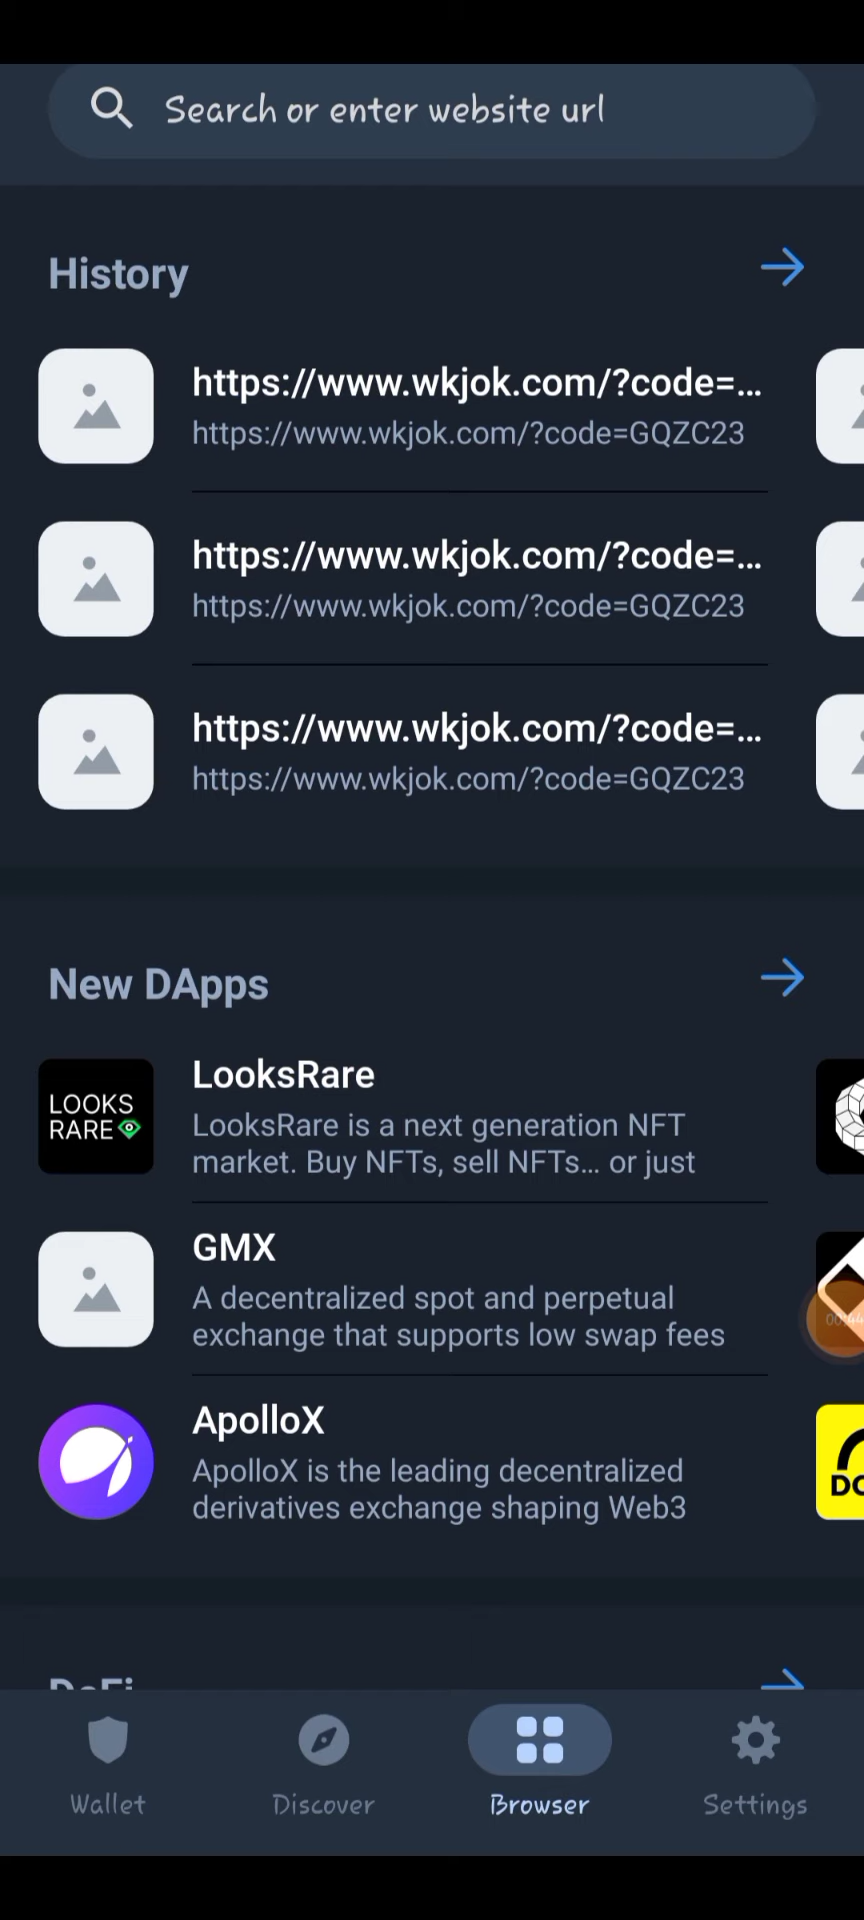 Search or enter website url
History
https://www.wkjok.com/?code=...
https://www.wkjok.com/?code=GQZC23
https://www.wkjok.com/?code=...
https://www.wkjok.com/?code=GQZC23
https://www.wkjok.com/?code=...
https://www.wkjok.com/?code=GQZC23
New DApps
LOOKS
RARE
LooksRare
LooksRare is a next generation NFT
market. Buy NFTs, sell NFTs... or just
GMX
A decentralized spot and perpetual
exchange that supports low swap fees
ApolloX
ApolloX is the leading decentralized
derivatives exchange shaping Web3
DeFi
Wallet
Discover
Browser
Settings